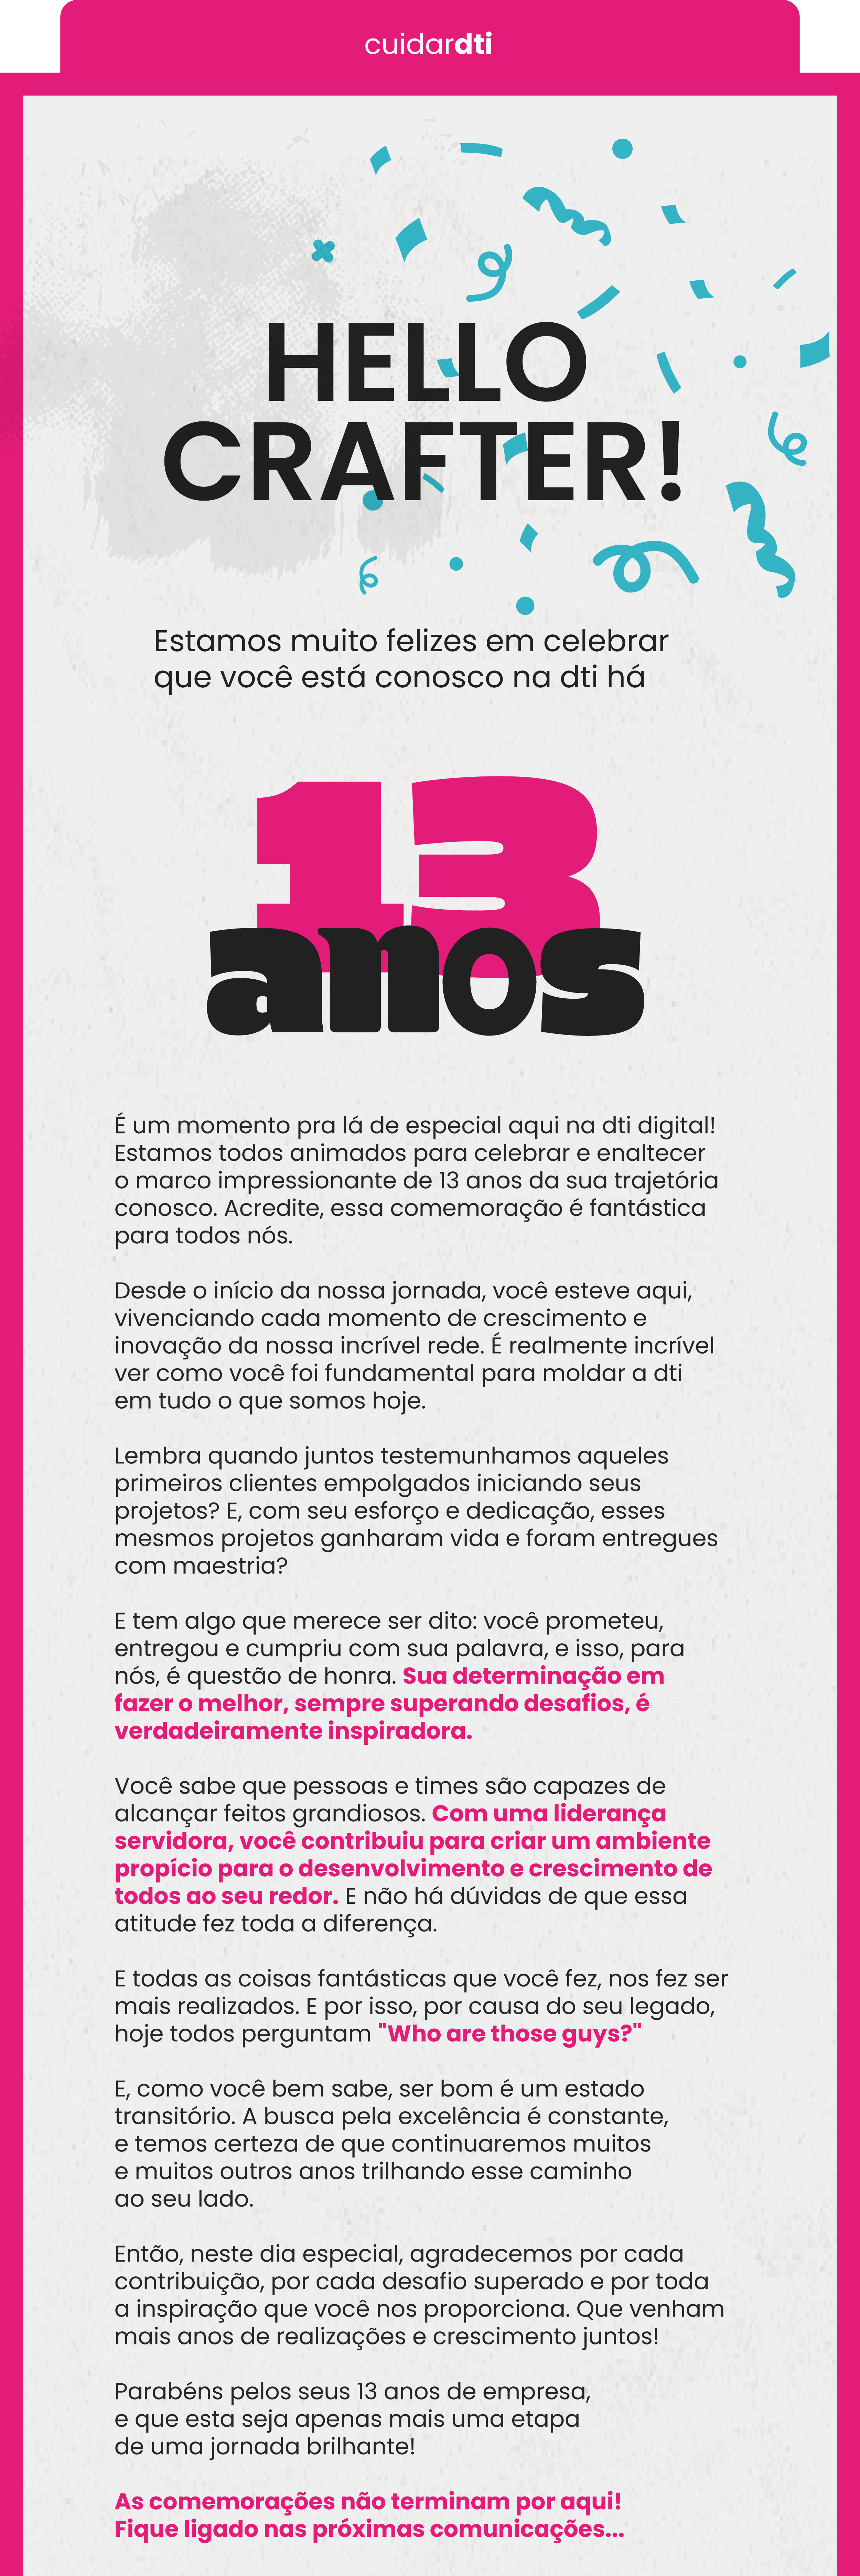 cuidardti
HELLO
CRAFTER!
Estamos muito felizes em celebrar
que você está conosco na dti há
13
anos
É um momento pra lá de especial aqui na dti digital!
Estamos todos animados para celebrar e enaltecer
o marco impressionante de 13 anos da sua trajetória
conosco. Acredite, essa comemoração é fantástica
para todos nós.
Desde o início da nossa jornada, você esteve aqui,
vivenciando cada momento de crescimento e
inovação da nossa incrível rede. É realmente incrível
ver como você foi fundamental para moldar a dti
em tudo o que somos hoje.
Lembra quando juntos testemunhamos aqueles
primeiros clientes empolgados iniciando seus
projetos? E, com seu esforço e dedicação, esses
mesmos projetos ganharam vida e foram entregues
com maestria?
E tem algo que merece ser dito: você prometeu,
entregou e cumpriu com sua palavra, e isso, para
nós, é questão de honra. Sua determinação em
fazer o melhor, sempre superando desafios, é
verdadeiramente inspiradora.
Você sabe que pessoas e times são capazes de
alcançar feitos grandiosos. Com uma liderança
servidora, você contribuiu para criar um ambiente
propício para o desenvolvimento e crescimento de
todos ao seu redor. E não há dúvidas de que essa
atitude fez toda a diferença.
E todas as coisas fantásticas que você fez, nos fez ser
mais realizados. E por isso, por causa do seu legado,
hoje todos perguntam "Who are those guys?"
E, como você bem sabe, ser bom é um estado
transitório. A busca pela excelência é constante,
e temos certeza de que continuaremos muitos
e muitos outros anos trilhando esse caminho
ao seu lado.
Então, neste dia especial, agradecemos por cada
contribuição, por cada desafio superado e por toda
a inspiração que você nos proporciona. Que venham
mais anos de realizações e crescimento juntos!
Parabéns pelos seus 13 anos de empresa,
e que esta seja apenas mais uma etapa
de uma jornada brilhante!
As comemorações não terminam por aqui!
Fique ligado nas próximas comunicações...